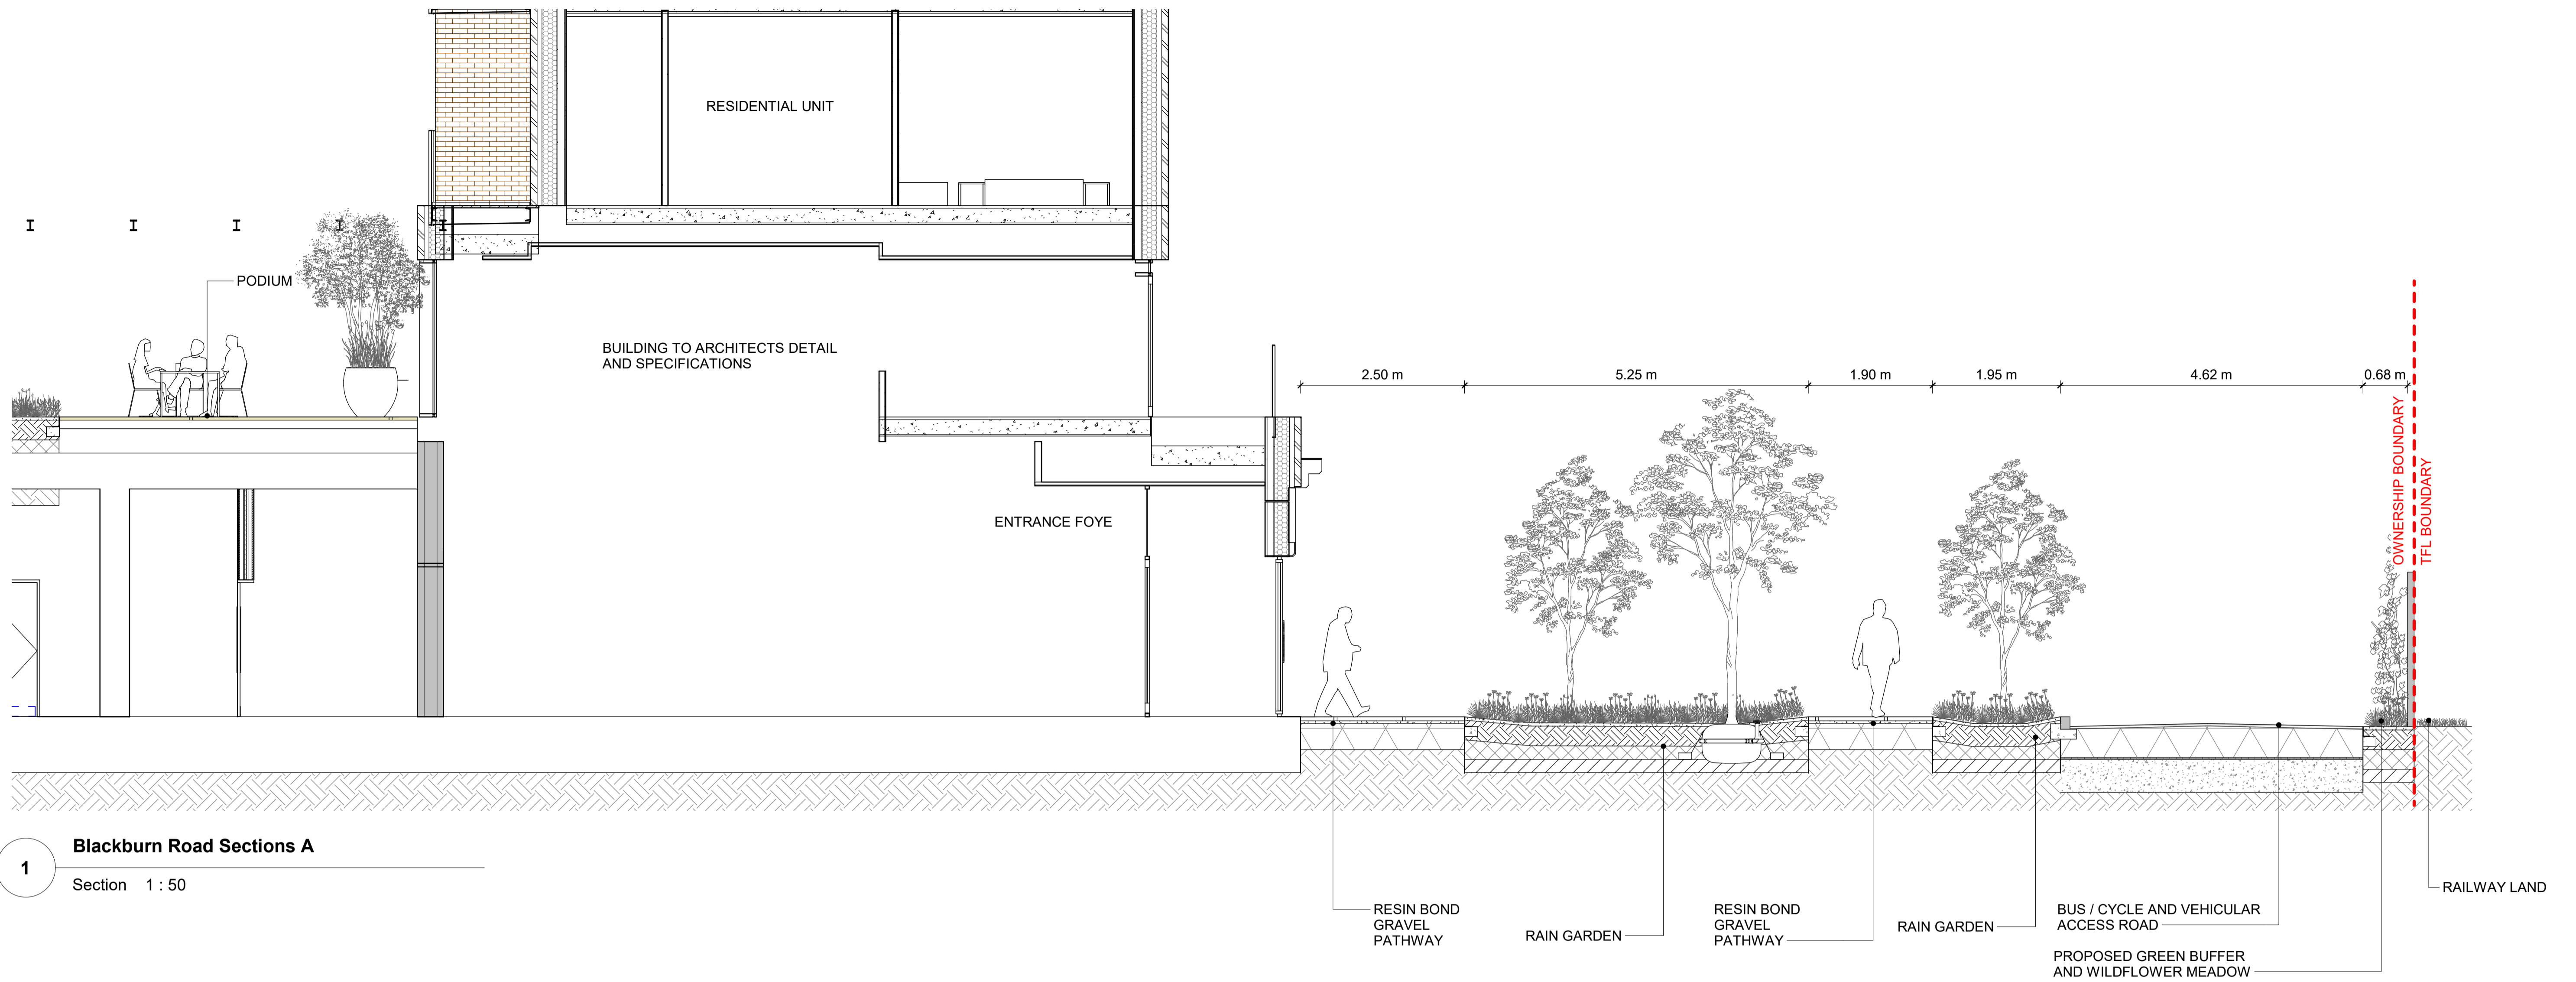 RESIDENTIAL UNIT
PODIUM
BUILDING TO ARCHITECTS DETAIL
AND SPECIFICATIONS
2.50 m
5.25 m
1.90 m
1.95 m
4.62 m
0.68 m
OWNERSHIP BOUNDARY
TFL BOUNDARY
ENTRANCE FOYE
1
Blackburn Road Sections A
Section 1 : 50
RESIN BOND
GRAVEL
PATHWAY
RAIN GARDEN
RESIN BOND
GRAVEL
PATHWAY
RAIN GARDEN
BUS / CYCLE AND VEHICULAR
ACCESS ROAD
PROPOSED GREEN BUFFER
AND WILDFLOWER MEADOW
RAILWAY LAND